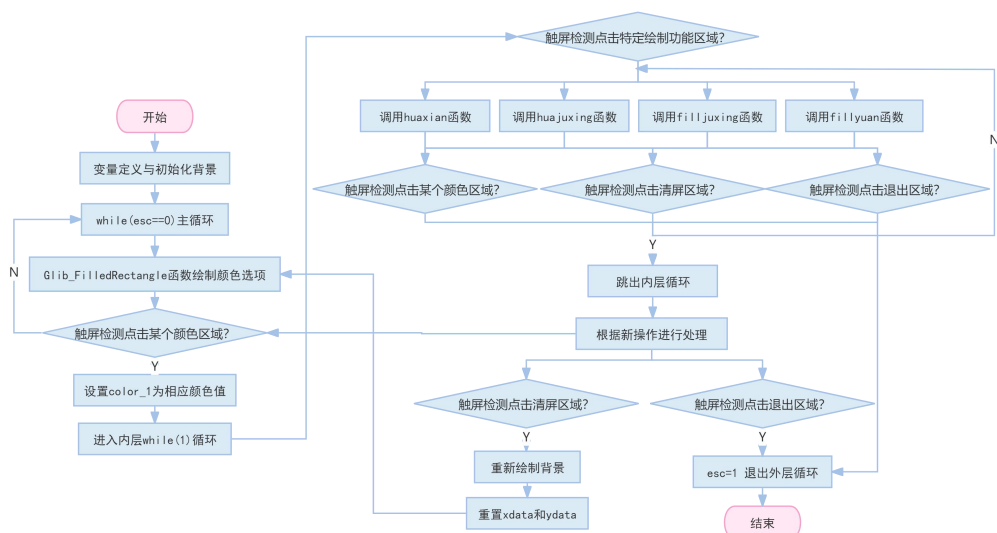 触屏检测点击特定绘制功能区域?
调用huaxian函数
调用huajuxing函数
调用filljuxing函数
调用fillyuan函数
N
触屏检测点击某个颜色区域?
触屏检测点击清屏区域?
触屏检测点击退出区域?
开始
变量定义与初始化背景
while(esc==0)主循环
N
Glib_FilledRectangle函数绘制颜色选项
触屏检测点击某个颜色区域?
Y
设置color_1为相应颜色值
进入内层while(1)循环
Y
跳出内层循环
根据新操作进行处理
触屏检测点击清屏区域?
触屏检测点击退出区域?
Y
Y
重新绘制背景
esc=1 退出外层循环
重置xdata和ydata
结束